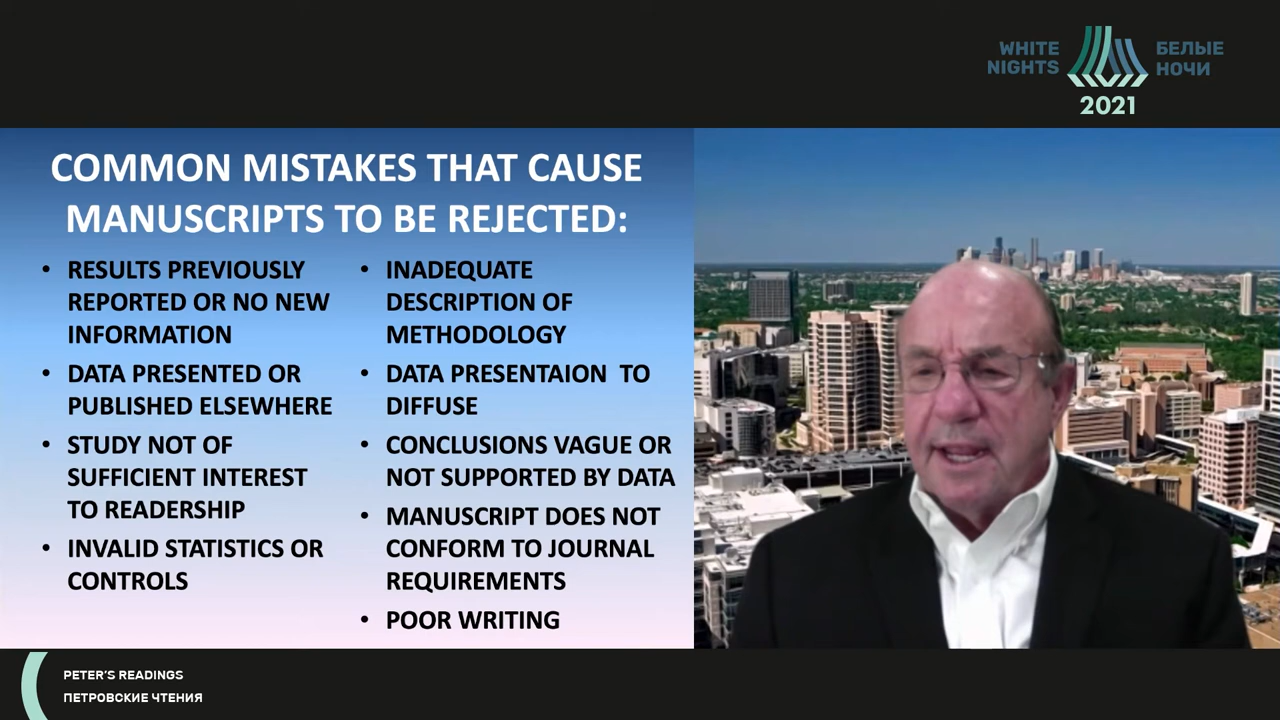 WHITE
NIGHTS
БЕЛЫЕ
НОЧИ
2021
COMMON MISTAKES THAT CAUSE
MANUSCRIPTS TO BE REJECTED:
• RESULTS PREVIOUSLY
REPORTED OR NO NEW
INFORMATION
• DATA PRESENTED OR
PUBLISHED ELSEWHERE
• STUDY NOT OF
SUFFICIENT INTEREST
TO READERSHIP
• INVALID STATISTICS OR
CONTROLS
• INADEQUATE
DESCRIPTION OF
METHODOLOGY
• DATA PRESENTAION TO
DIFFUSE
• CONCLUSIONS VAGUE OR
NOT SUPPORTED BY DATA
• MANUSCRIPT DOES NOT
CONFORM TO JOURNAL
REQUIREMENTS
• POOR WRITING
PETER'S READINGS
ПЕТРОВСКИЕ ЧТЕНИЯ